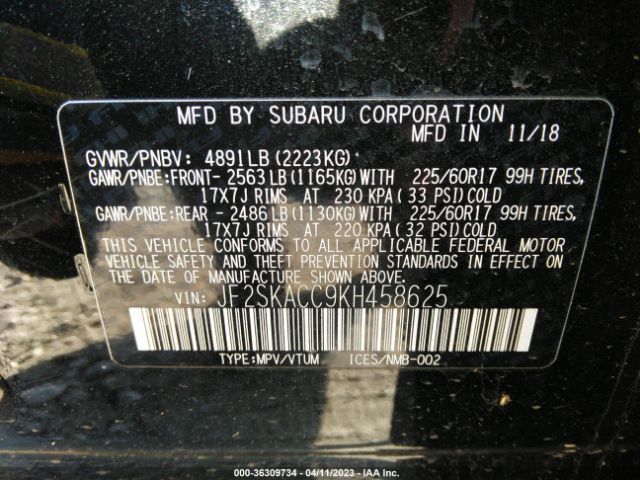 MFD BY SUBARU CORPORATION
MFD IN 11/18
GVWR/PNBV: 4891LB (2223KG)
GAWR/PNBE:FRONT- 2563 LB (1165KG) WITH 225/60R17 99H TIRES,
17X7J RIMS AT 230 KPA (33 PSI) COLD
GAWR/PNBE:REAR - 2486 LB (1130KG) WITH 225/60R17 99H TIRES,
17X7J RIMS AT 220 KPA (32 PSI) COLD
THIS VEHICLE CONFORMS TO ALL APPLICABLE FEDERAL MOTOR
VEHICLE SAFETY AND THEFT PREVENTION STANDARDS IN EFFECT ON
THE DATE OF MANUFACTURE SHOWN ABOVE.
VIN: JF2SKACC9KH458625
TYPE:MPV/VTUM ICES/NMB-002
000-36309734 - 04/11/2023 - IAA Inc.